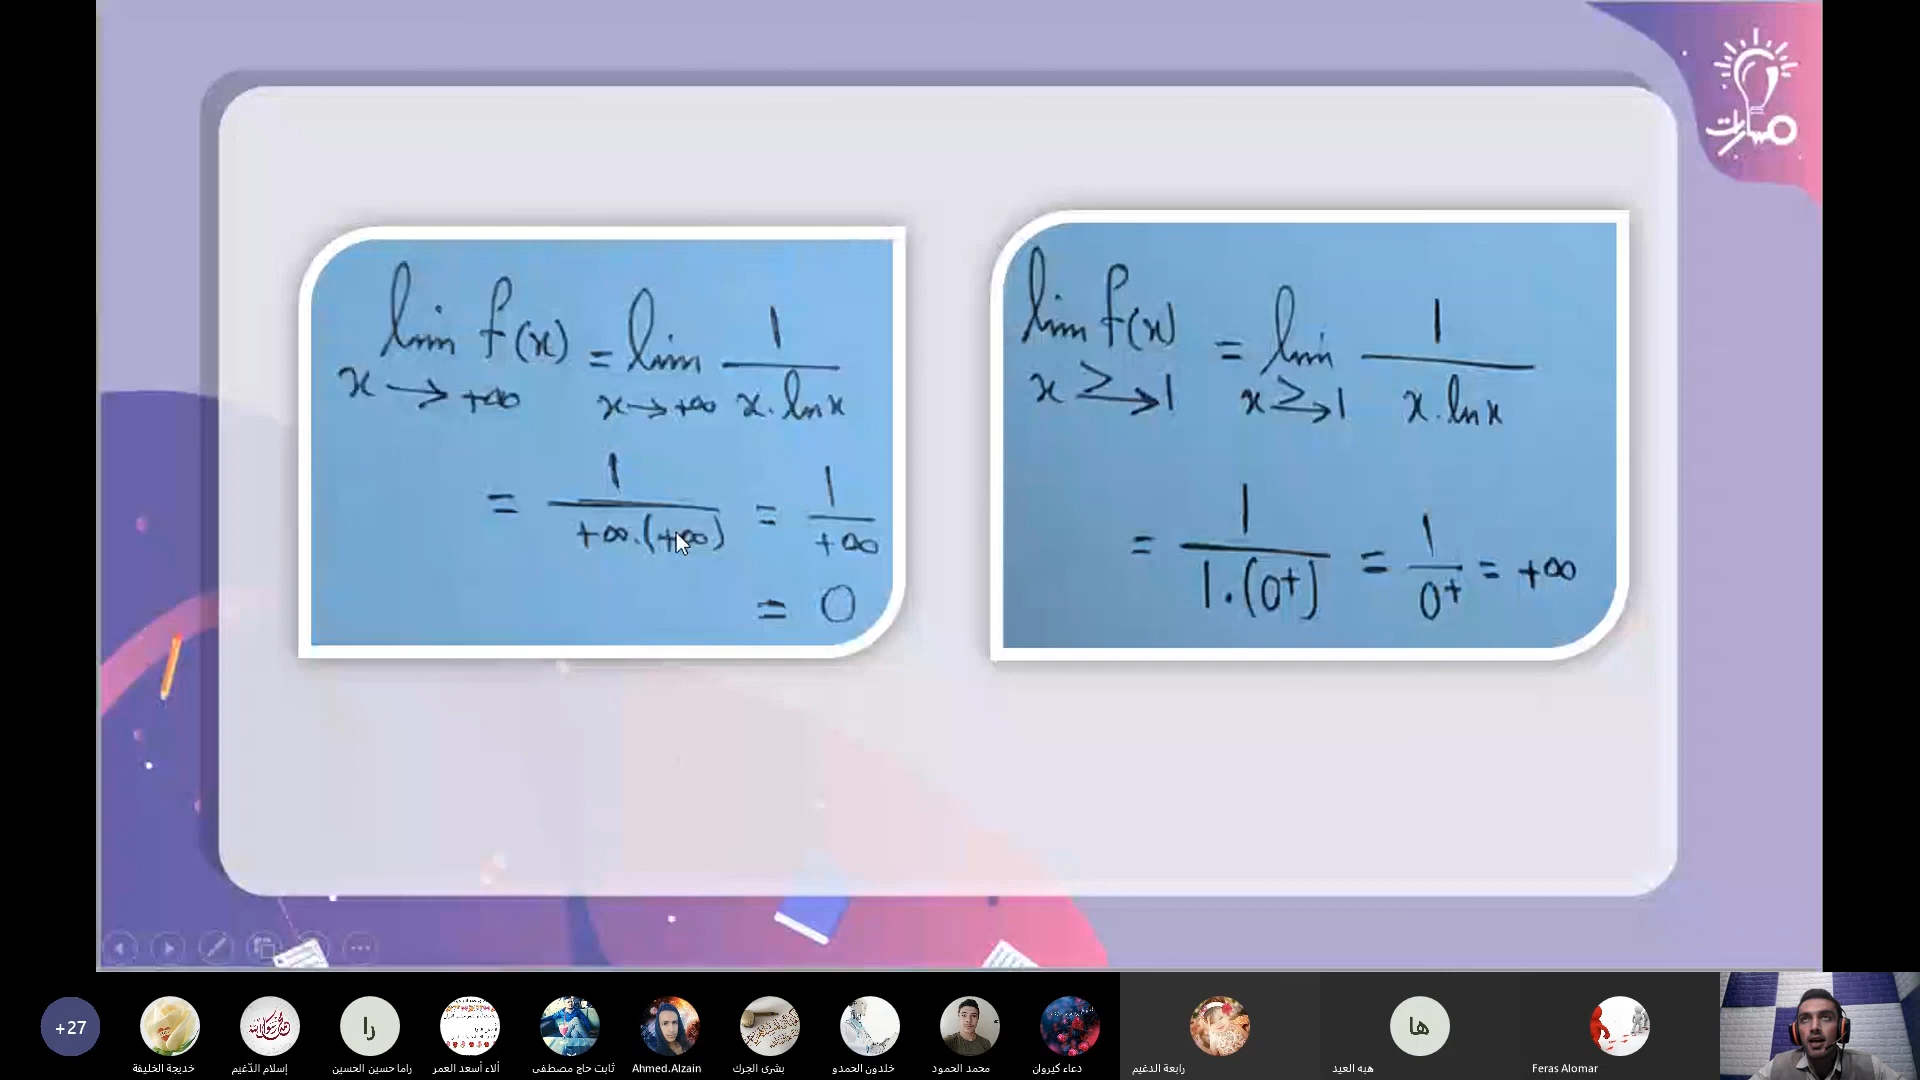 مسارات
lim f(x) = lim 1/(x.ln x)
x → +∞ x → +∞
= 1/(+∞.(+∞)) = 1/+∞
= 0
lim f(x) = lim 1/(x.ln x)
x >→ 1 x >→ 1
= 1/(1.(0⁺)) = 1/0⁺ = +∞
+27
خديجة الخليفة
إسلام الدّغيم
را
راما حسين الحسين
ألاء أسعد العمر
ثابت حاج مصطفى
Ahmed.Alzain
بشرى الجرك
خلدون الحمدو
محمد الحمود
دعاء كيروان
رابعة الدغيم
ها
هبه العيد
Feras Alomar